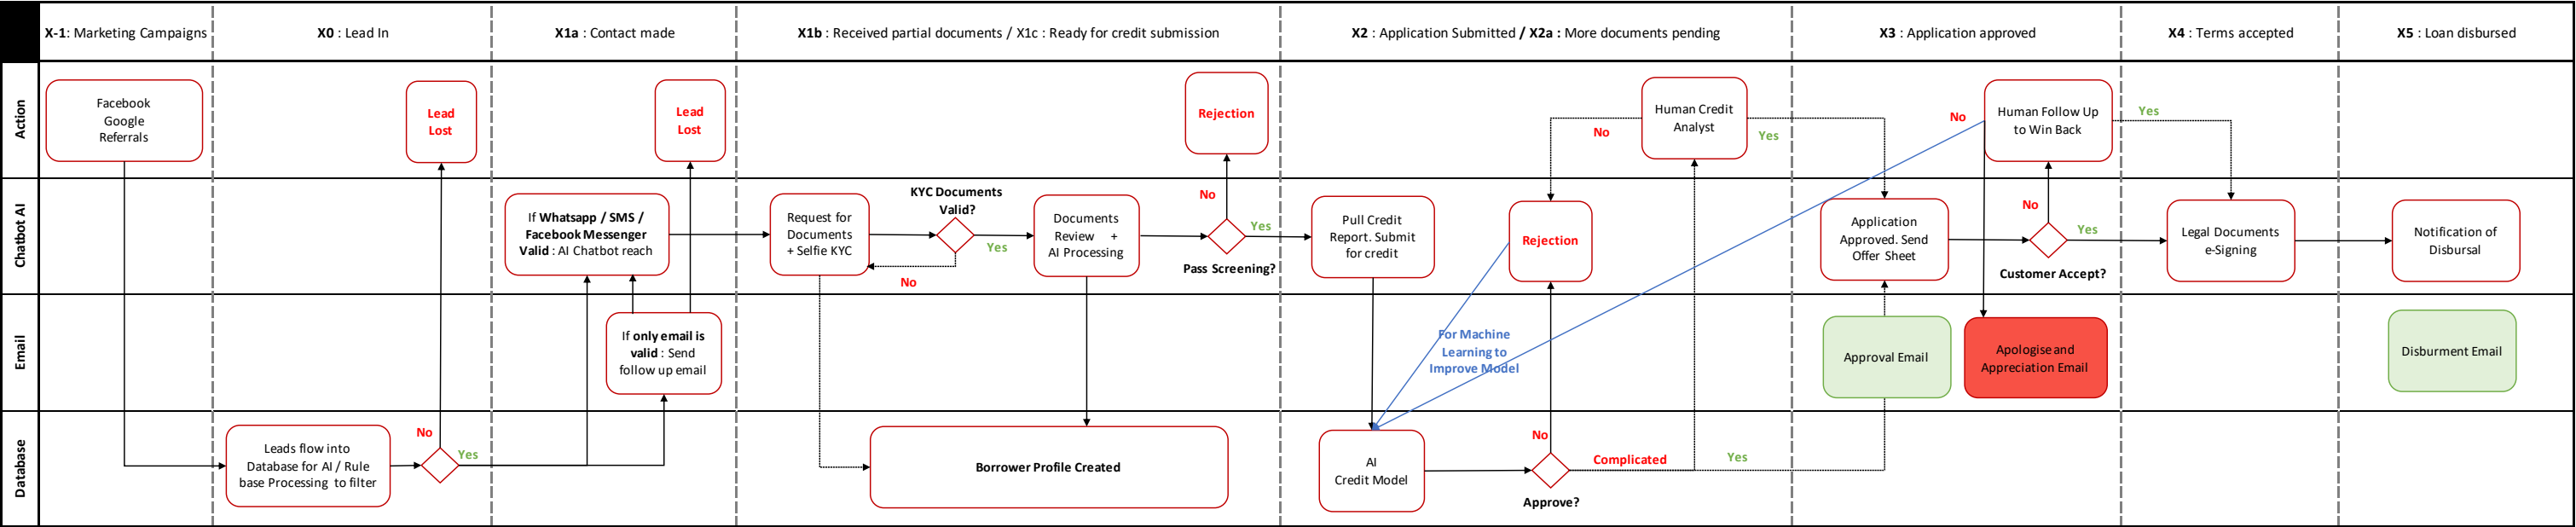 X-1: Marketing Campaigns
X0 : Lead In
X1a : Contact made
X1b : Received partial documents / X1c : Ready for credit submission
X2 : Application Submitted / X2a : More documents pending
X3 : Application approved
X4 : Terms accepted
X5 : Loan disbursed
Action
Facebook
Google
Referrals
Lead
Lost
Lead
Lost
Rejection
Human Credit
Analyst
No
Yes
No
Human Follow Up
to Win Back
Yes
Chatbot AI
If Whatsapp / SMS /
Facebook Messenger
Valid : AI Chatbot reach
Request for
Documents
+ Selfie KYC
KYC Documents
Valid?
Yes
No
Documents
Review +
AI Processing
No
Yes
Pass Screening?
Pull Credit
Report. Submit
for credit
Rejection
Application
Approved. Send
Offer Sheet
No
Yes
Customer Accept?
Legal Documents
e-Signing
Notification of
Disbursal
Email
If only email is
valid : Send
follow up email
For Machine
Learning to
Improve Model
Approval Email
Apologise and
Appreciation Email
Disburment Email
Database
Leads flow into
Database for AI / Rule
base Processing to filter
No
Yes
Borrower Profile Created
AI
Credit Model
No
Complicated
Yes
Approve?